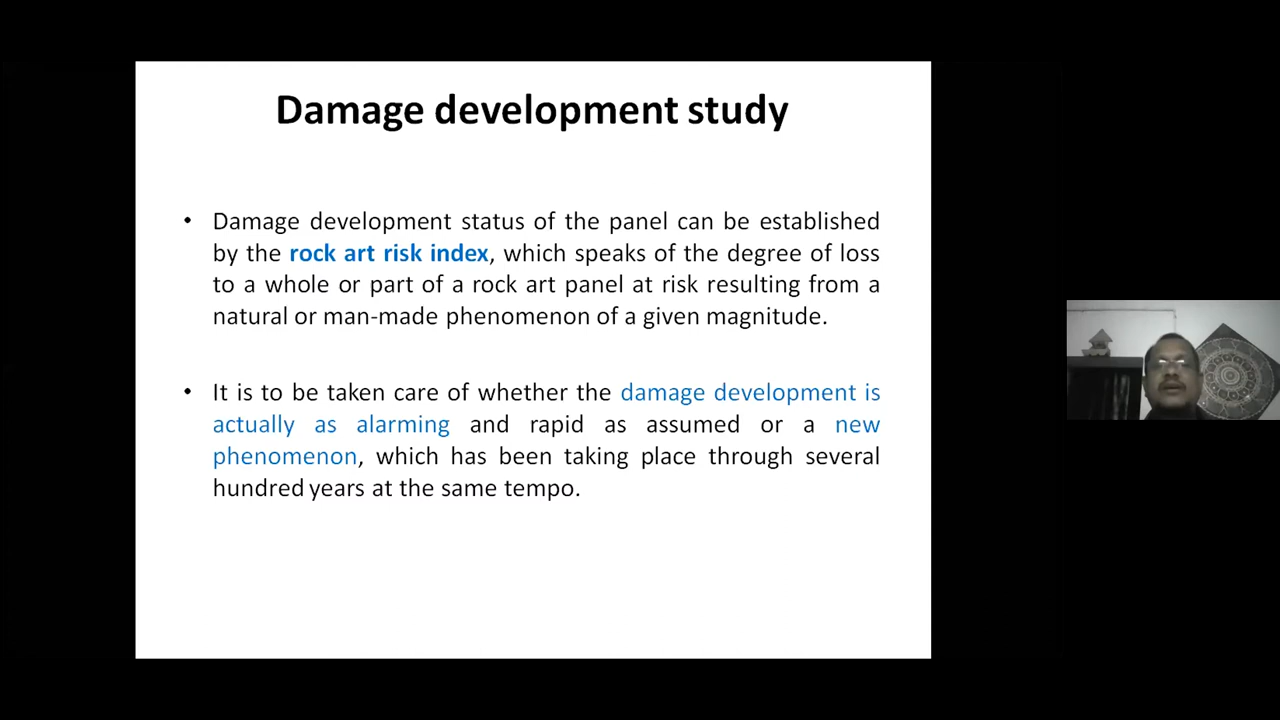 Damage development study
• Damage development status of the panel can be established
by the rock art risk index, which speaks of the degree of loss
to a whole or part of a rock art panel at risk resulting from a
natural or man-made phenomenon of a given magnitude.
• It is to be taken care of whether the damage development is
actually as alarming and rapid as assumed or a new
phenomenon, which has been taking place through several
hundred years at the same tempo.